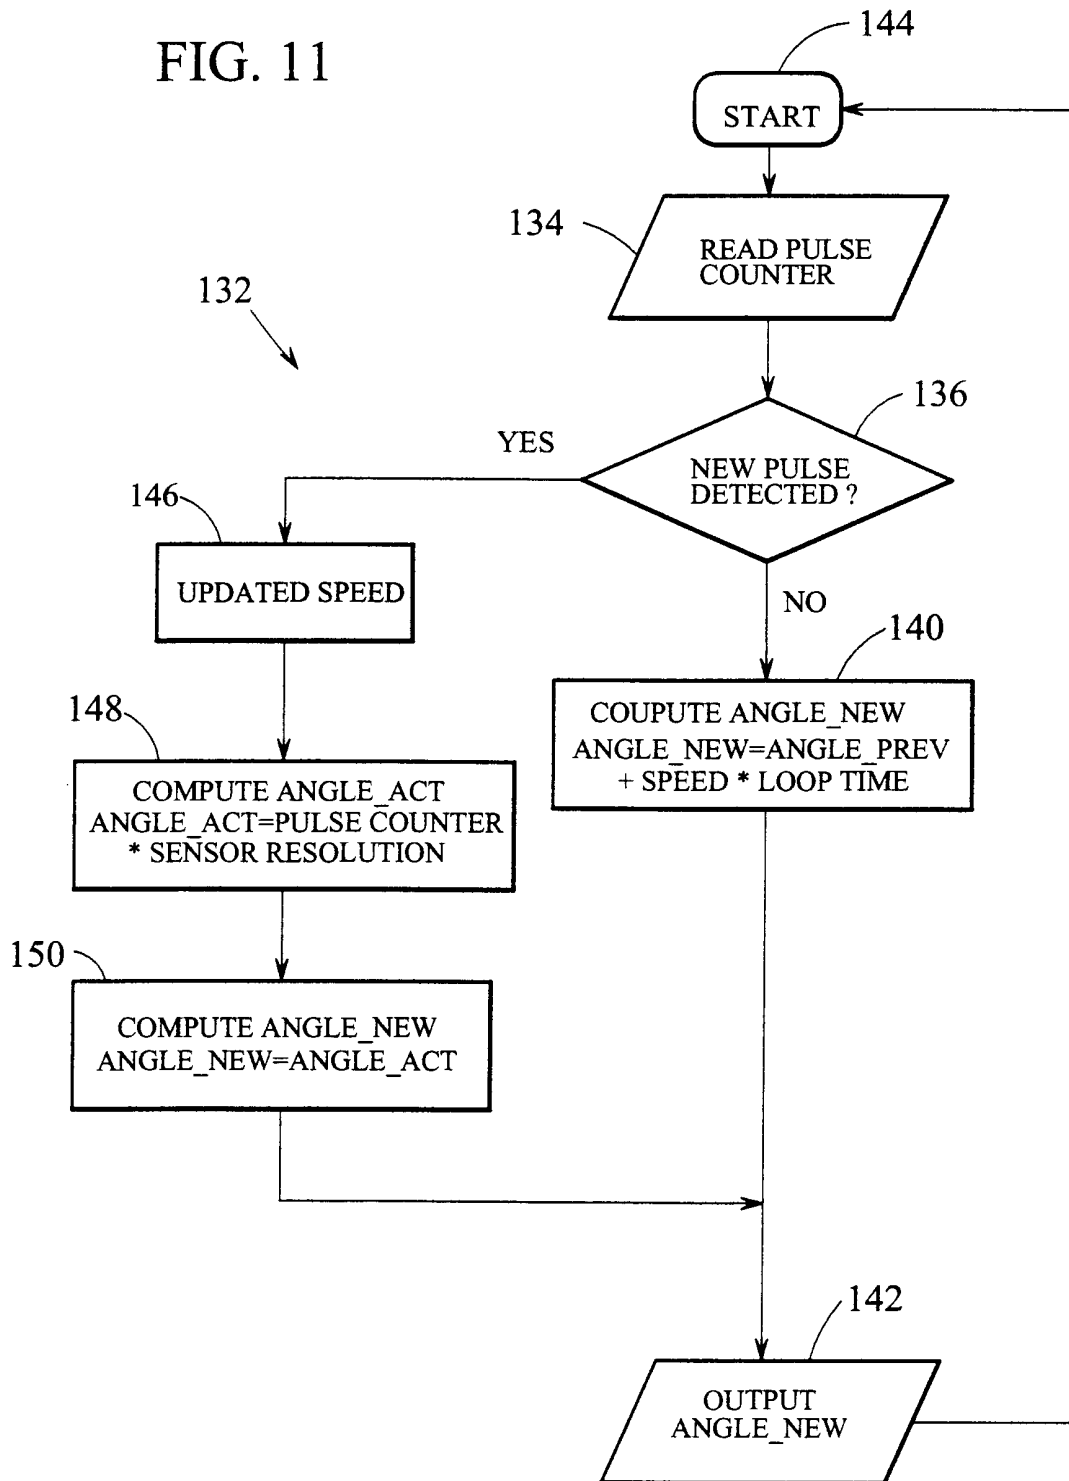 FIG. 11
144
START
134
READ PULSE
COUNTER
132
136
NEW PULSE
DETECTED ?
YES
NO
146
UPDATED SPEED
140
COUPUTE ANGLE_NEW
ANGLE_NEW=ANGLE_PREV
+ SPEED * LOOP TIME
148
COMPUTE ANGLE_ACT
ANGLE_ACT=PULSE COUNTER
* SENSOR RESOLUTION
150
COMPUTE ANGLE_NEW
ANGLE_NEW=ANGLE_ACT
142
OUTPUT
ANGLE_NEW